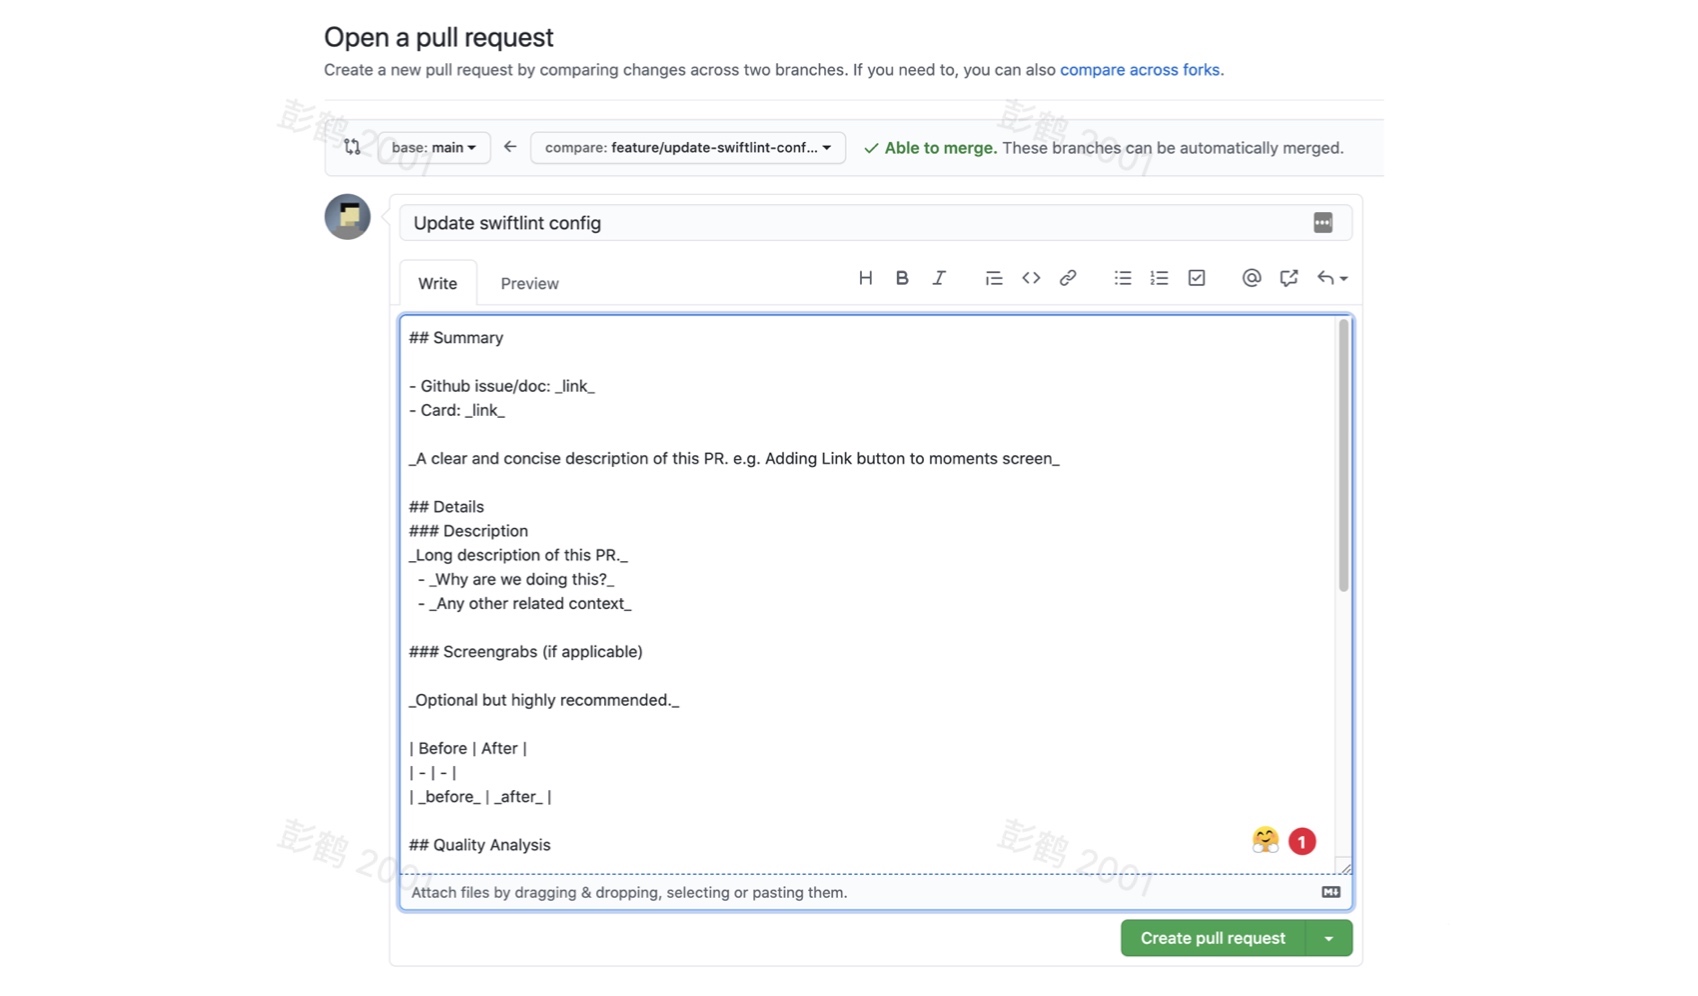 Open a pull request
Create a new pull request by comparing changes across two branches. If you need to, you can also compare across forks.
base: main ← compare: feature/update-swiftlint-conf... ✓ Able to merge. These branches can be automatically merged.
Update swiftlint config
Write Preview
## Summary
- Github issue/doc: _link_
- Card: _link_
_A clear and concise description of this PR. e.g. Adding Link button to moments screen_
## Details
### Description
_Long description of this PR._
- _Why are we doing this?_
- _Any other related context_
### Screengrabs (if applicable)
_Optional but highly recommended._
| Before | After |
| - | - |
| _before_ | _after_ |
## Quality Analysis
1
Attach files by dragging & dropping, selecting or pasting them.
Create pull request
彭鹤 2001
彭鹤 2001
彭鹤 2001
彭鹤 2001